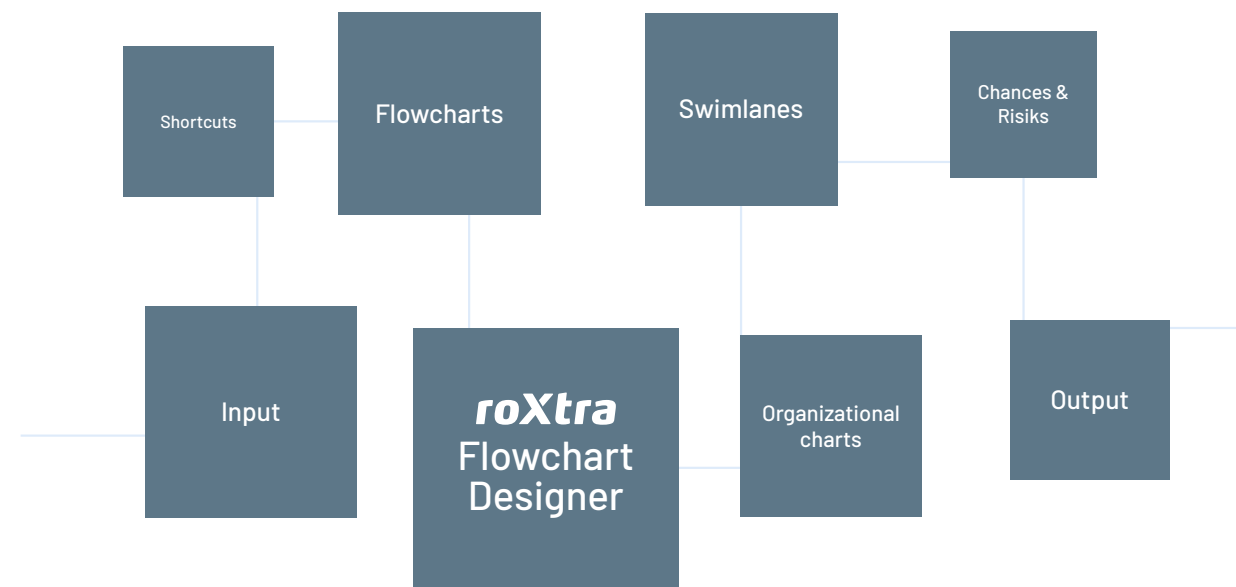 Shortcuts
Flowcharts
Swimlanes
Chances &
Risiks
Input
roXtra
Flowchart
Designer
Organizational
charts
Output